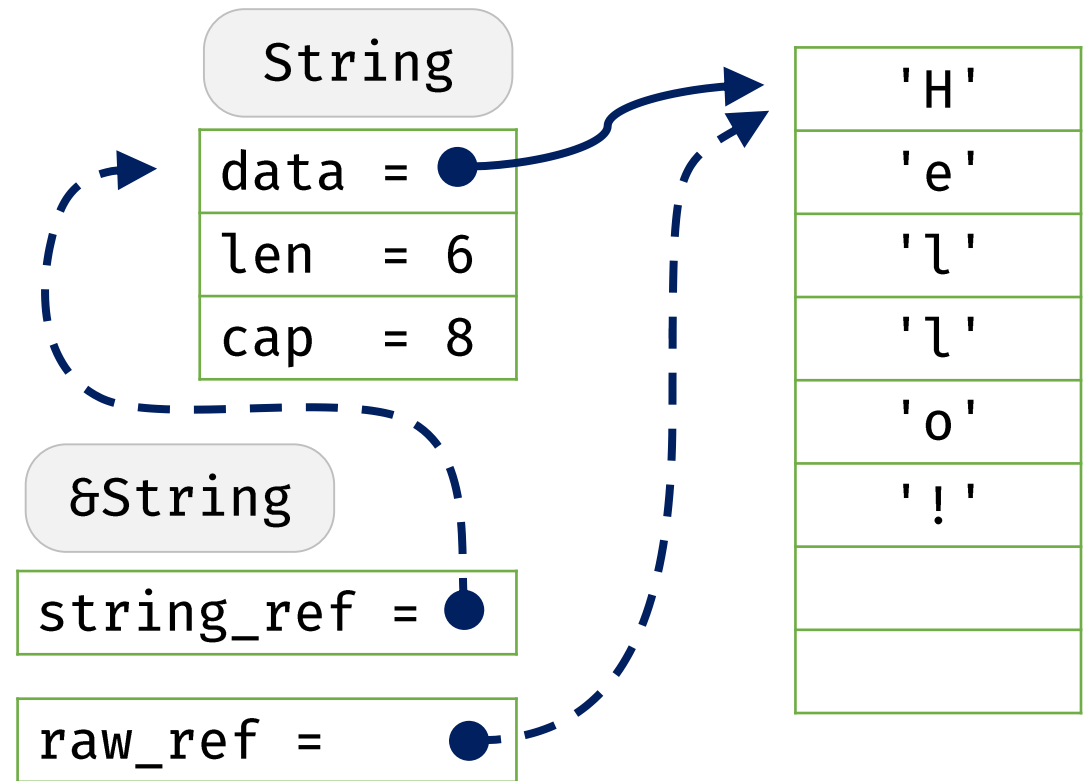 String
data =
len  = 6
cap  = 8
&String
string_ref =
raw_ref =
'H'
'e'
'l'
'l'
'o'
'!'